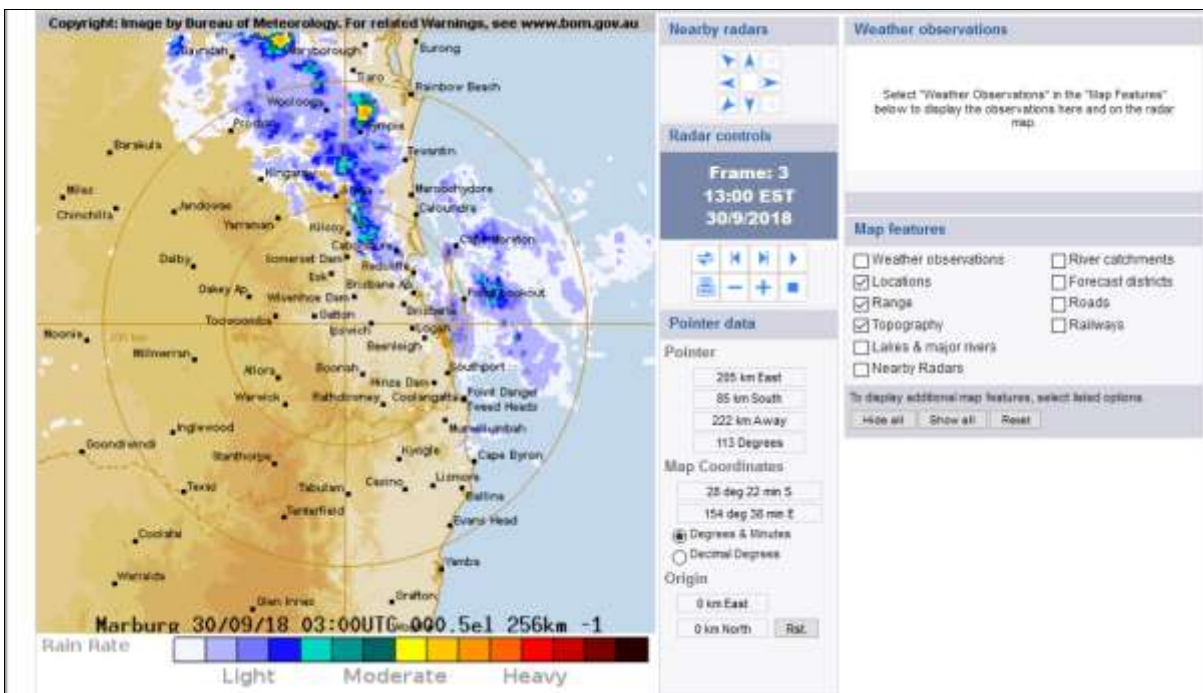 Copyright: Image by Bureau of Meteorology. For related Warnings, see www.bom.gov.au
Gayndah
Maryborough
Burong
Tiaro
Rainbow Beach
Woolooga
Proston
Gympie
Barakula
Tewantin
Kingaroy
Miles
Maroochydore
Chinchilla
Jandowae
Caloundra
Yarraman
Kilcoy
Caboolture
Cape Moreton
Dalby
Somerset Dam
Redcliffe
Esk
Brisbane Ap
Oakey Ap
Wivenhoe Dam
Point Lookout
Toowoomba
Gatton
Brisbane
Ipswich
Logan
Moonie
Beenleigh
Millmerran
Allora
Boonah
Southport
Hinze Dam
Warwick
Rathdowney
Coolangatta
Point Danger
Tweed Heads
Inglewood
Murwillumbah
Goondiwindi
Stanthorpe
Kyogle
Cape Byron
Texas
Tabulam
Casino
Lismore
Ballina
Tenterfield
Evans Head
Coolatai
Yamba
Warialda
Glen Innes
Grafton
Marburg 30/09/18 03:00UTC 000.5el 256km -1
Rain Rate
Light
Moderate
Heavy
Nearby radars
Radar controls
Frame: 3
13:00 EST
30/9/2018
Pointer data
Pointer
205 km East
85 km South
222 km Away
113 Degrees
Map Coordinates
28 deg 22 min S
154 deg 38 min E
Degrees & Minutes
Decimal Degrees
Origin
0 km East
0 km North
Rst.
Weather observations
Select "Weather Observations" in the "Map Features"
below to display the observations here and on the radar
map.
Map features
Weather observations
River catchments
Locations
Forecast districts
Range
Roads
Topography
Railways
Lakes & major rivers
Nearby Radars
To display additional map features, select listed options.
Hide all
Show all
Reset